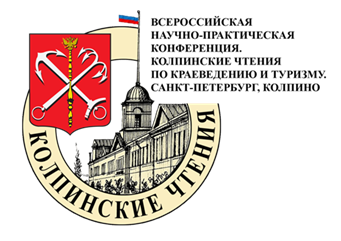 ВСЕРОССИЙСКАЯ
НАУЧНО-ПРАКТИЧЕСКАЯ
КОНФЕРЕНЦИЯ.
КОЛПИНСКИЕ ЧТЕНИЯ
ПО КРАЕВЕДЕНИЮ И ТУРИЗМУ.
САНКТ-ПЕТЕРБУРГ, КОЛПИНО
КОЛПИНСКИЕ ЧТЕНИЯ